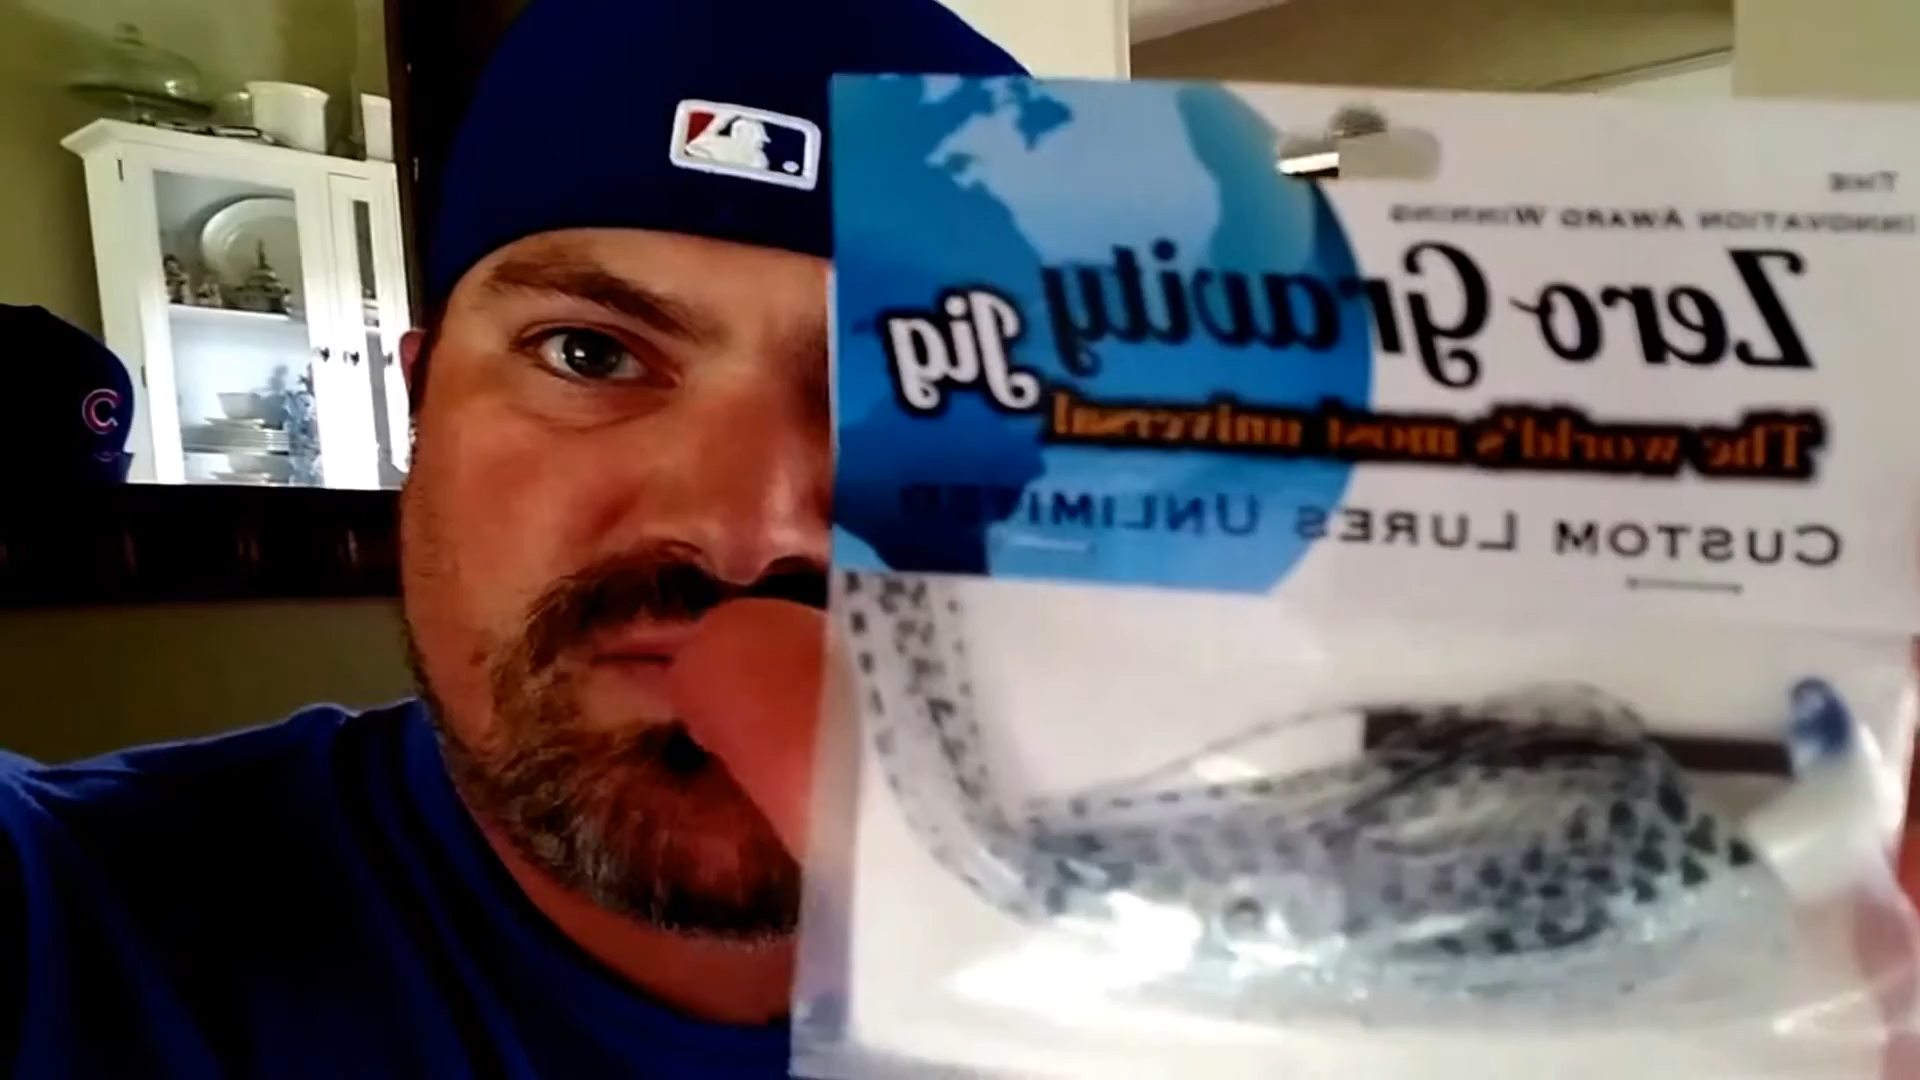 THE
INNOVATION AWARD WINNING
Zero Gravity
Jig
The world's most universal
CUSTOM LURES UNLIMITED
C